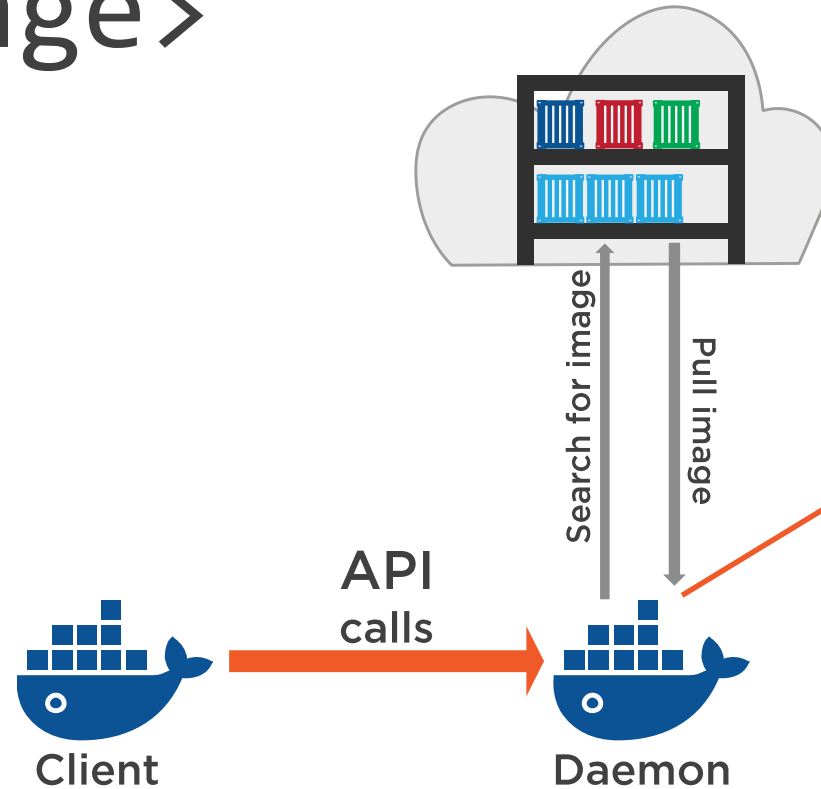 Search for image
Pull image
API
calls
Client
Daemon